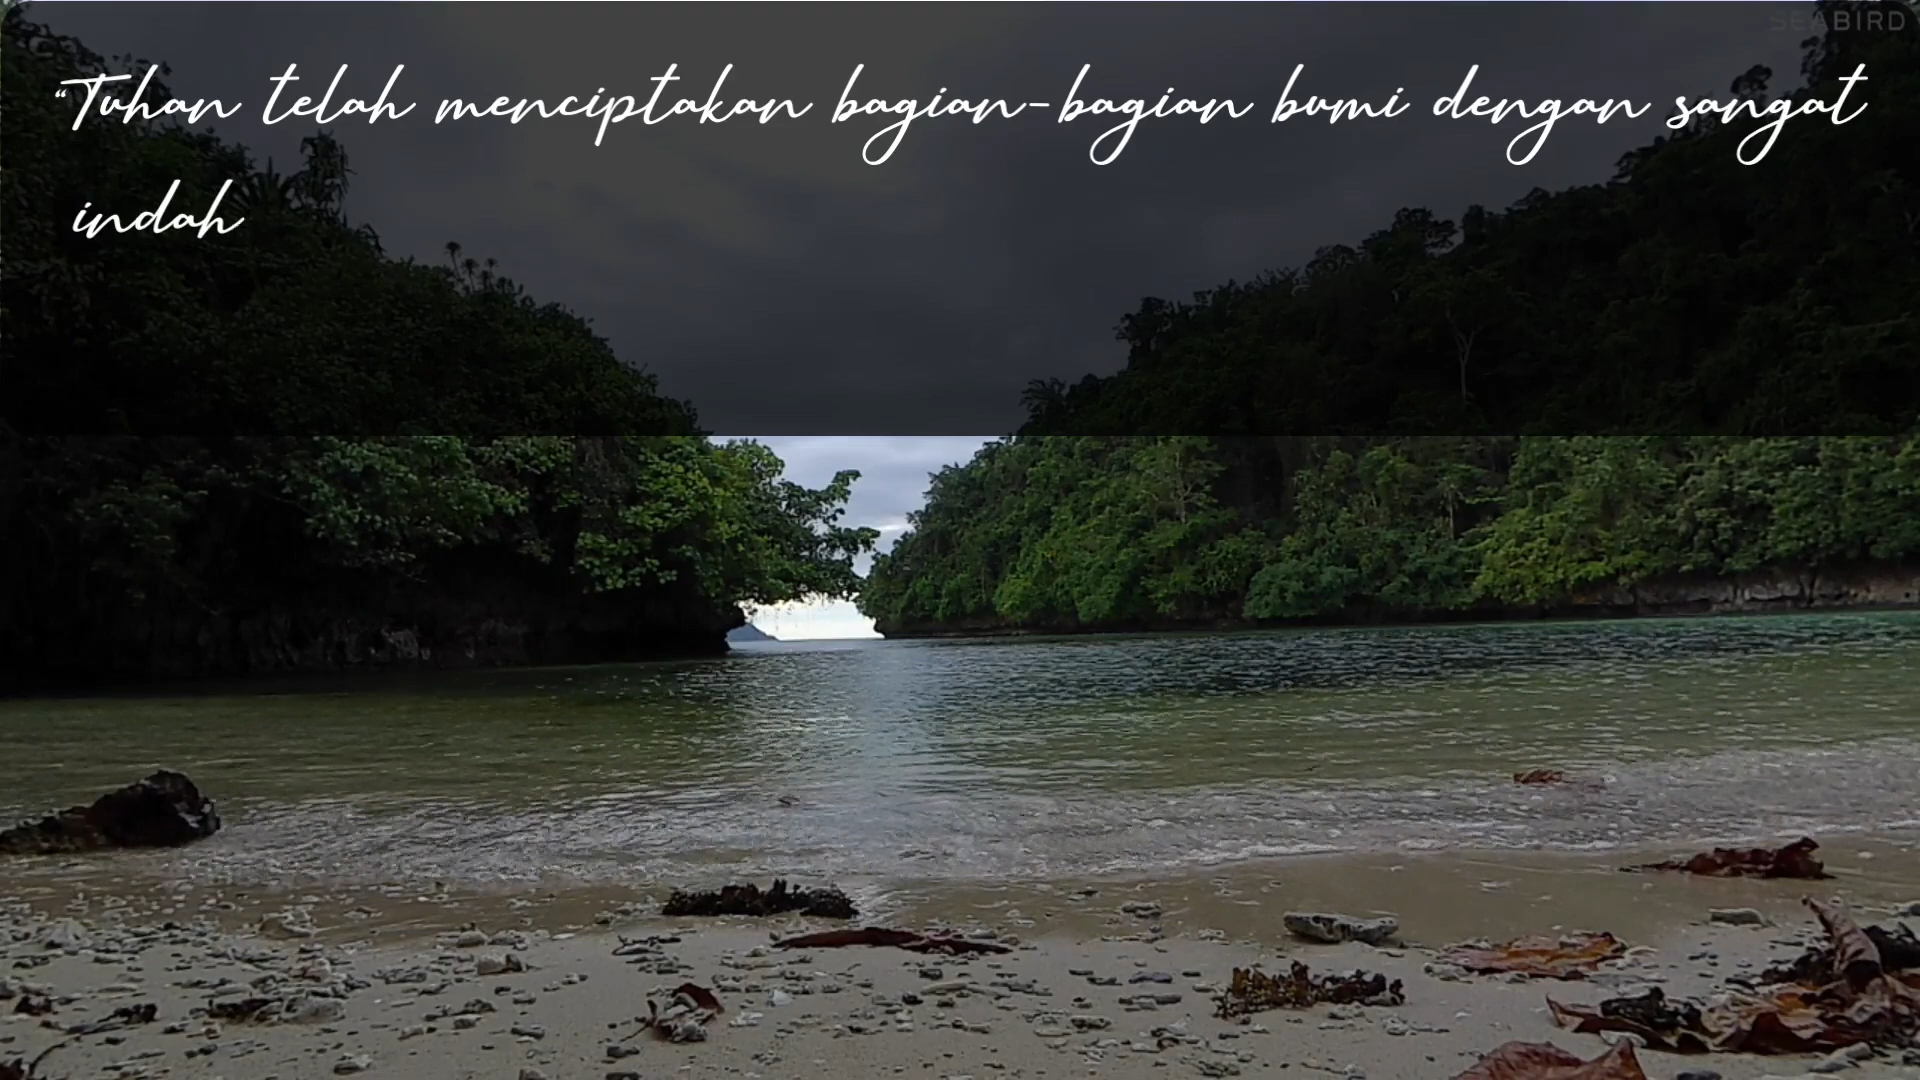 SEABIRD
“Tuhan telah menciptakan bagian-bagian bumi dengan sangat
indah